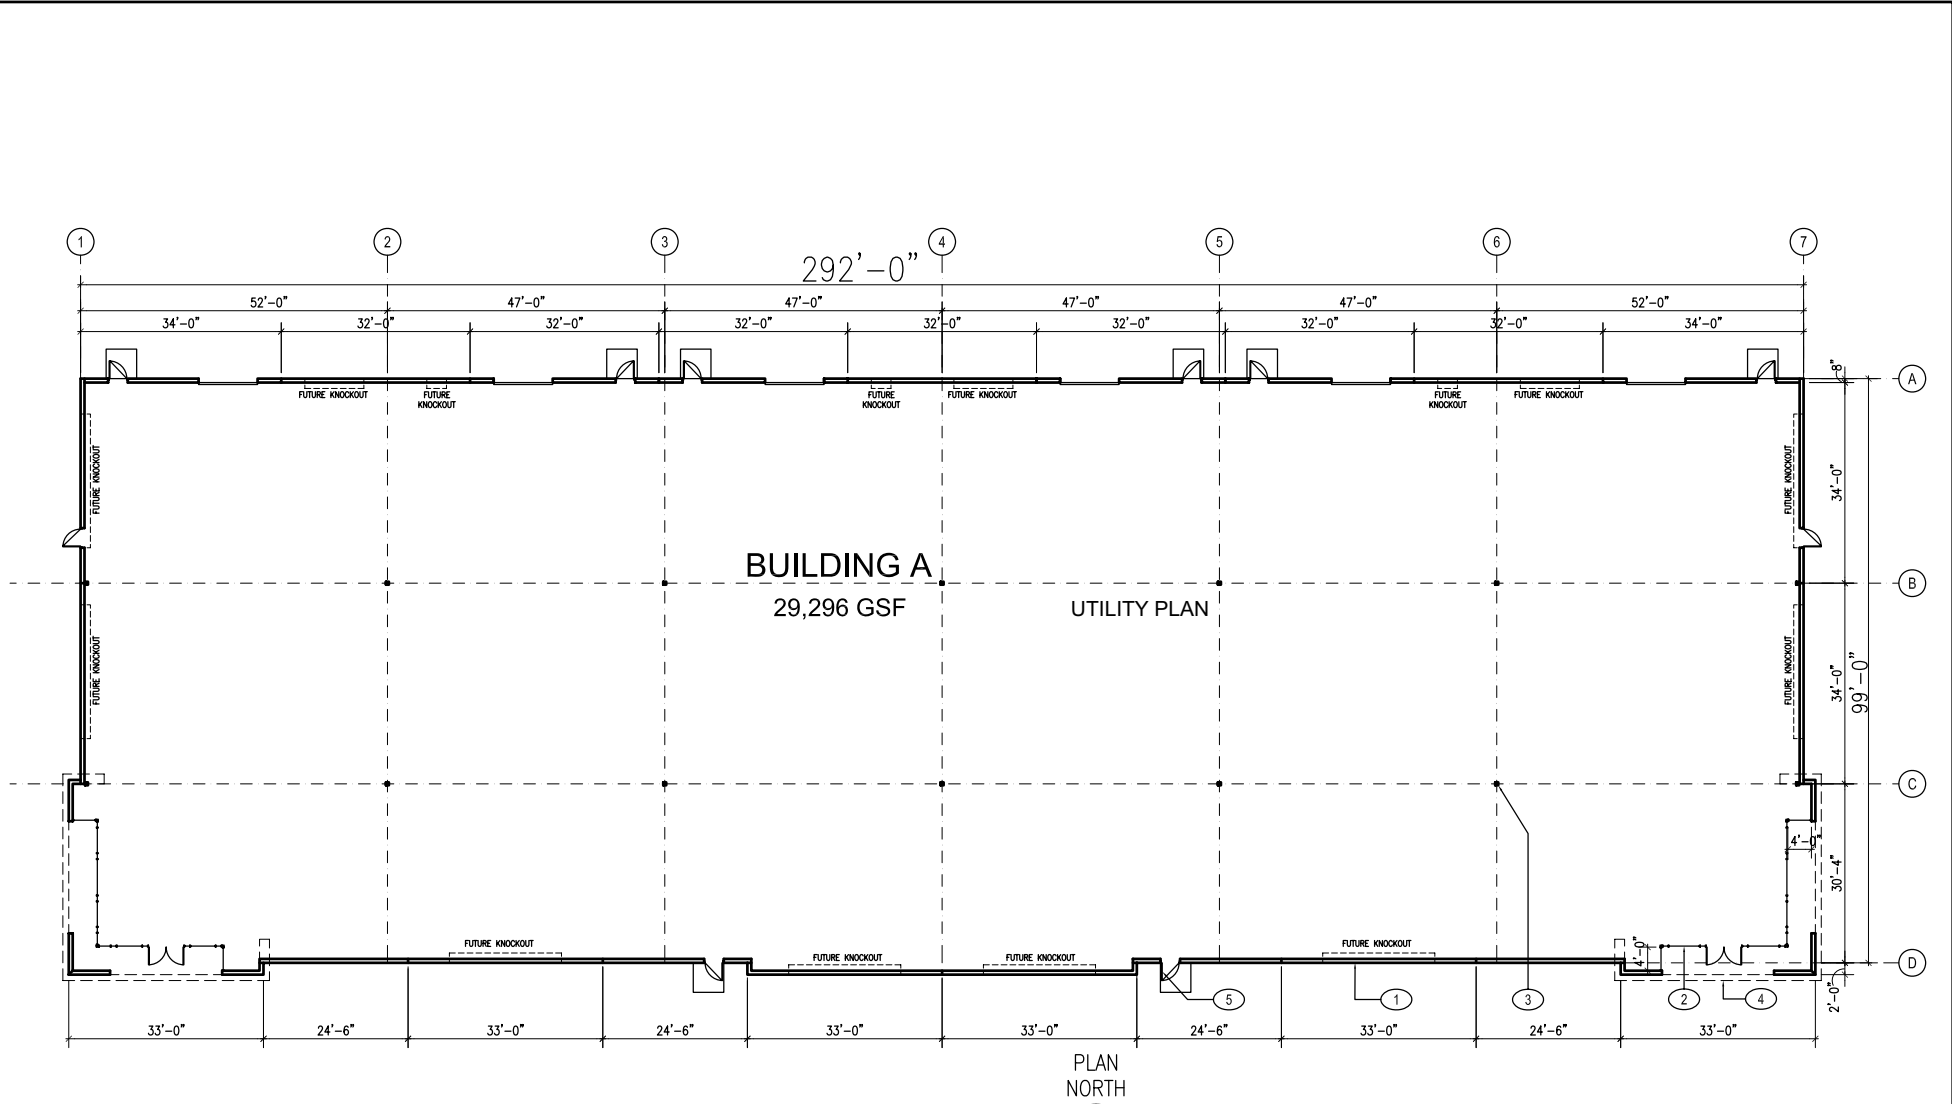 1 2 3 4 5 6 7
292'-0"
52'-0" 47'-0" 47'-0" 47'-0" 47'-0" 52'-0"
34'-0" 32'-0" 32'-0" 32'-0" 32'-0" 32'-0" 32'-0" 32'-0" 34'-0"
8"
A
FUTURE KNOCKOUT
FUTURE
KNOCKOUT
FUTURE
KNOCKOUT
FUTURE KNOCKOUT
FUTURE
KNOCKOUT
FUTURE KNOCKOUT
FUTURE KNOCKOUT
FUTURE KNOCKOUT
34'-0"
BUILDING A
29,296 GSF
UTILITY PLAN
B
FUTURE KNOCKOUT
FUTURE KNOCKOUT
34'-0"
99'-0"
C
4'-0"
30'-4"
FUTURE KNOCKOUT
FUTURE KNOCKOUT
FUTURE KNOCKOUT
FUTURE KNOCKOUT
4'-0"
D
5 1 3 2 4
2'-0"
33'-0" 24'-6" 33'-0" 24'-6" 33'-0" 33'-0" 24'-6" 33'-0" 24'-6" 33'-0"
PLAN
NORTH